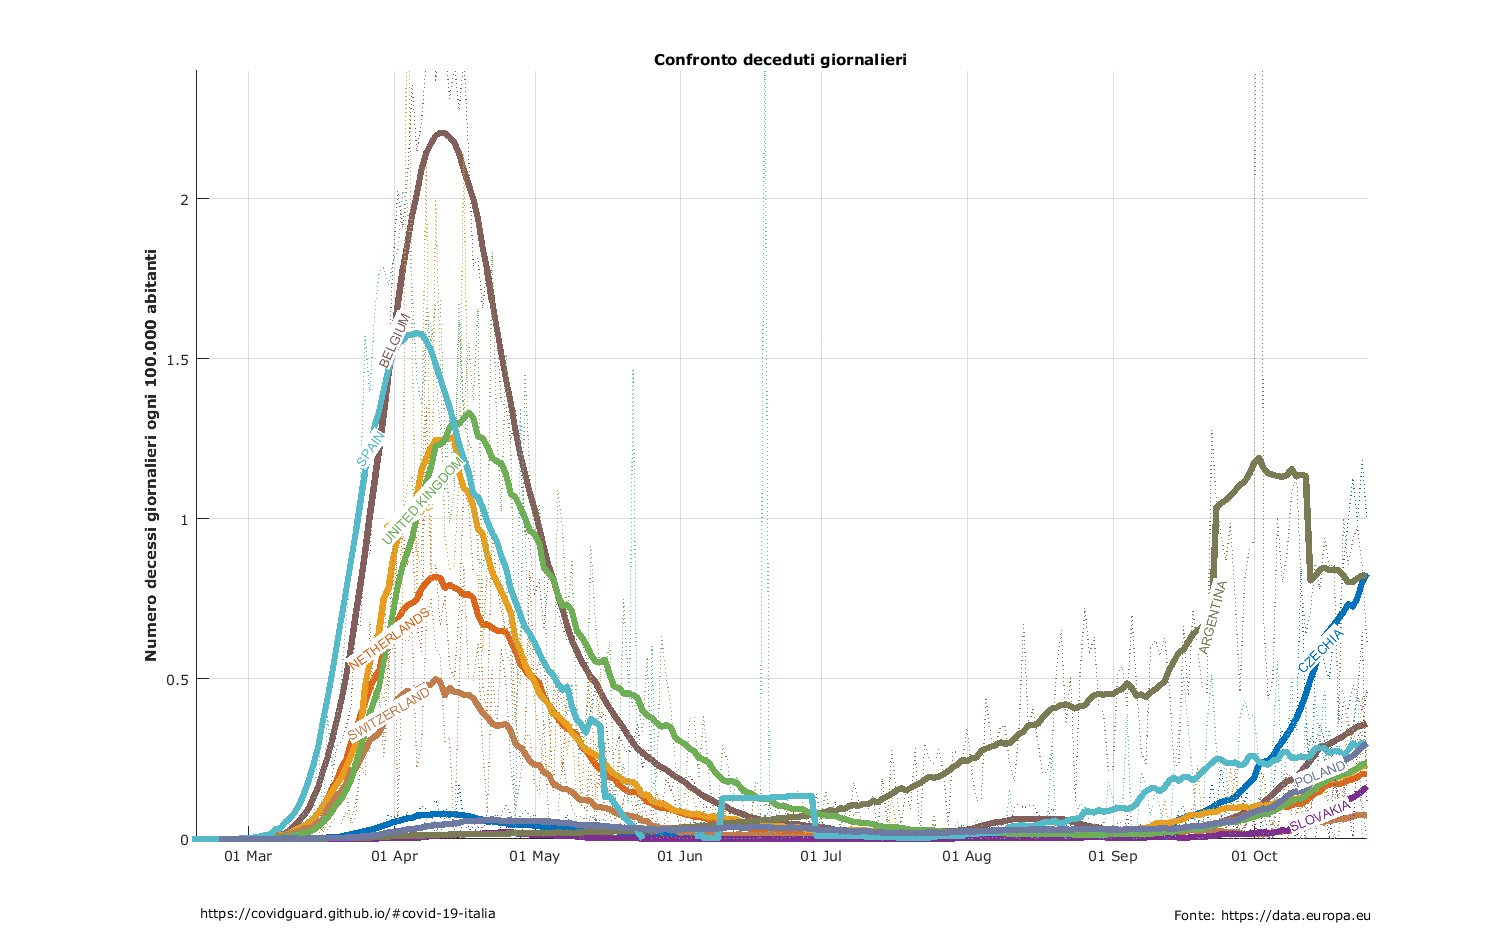 Confronto deceduti giornalieri
Numero decessi giornalieri ogni 100.000 abitanti
2
1.5
1
0.5
0
BELGIUM
SPAIN
UNITED KINGDOM
NETHERLANDS
SWITZERLAND
ARGENTINA
CZECHIA
POLAND
SLOVAKIA
01 Mar 01 Apr 01 May 01 Jun 01 Jul 01 Aug 01 Sep 01 Oct
https://covidguard.github.io/#covid-19-italia
Fonte: https://data.europa.eu